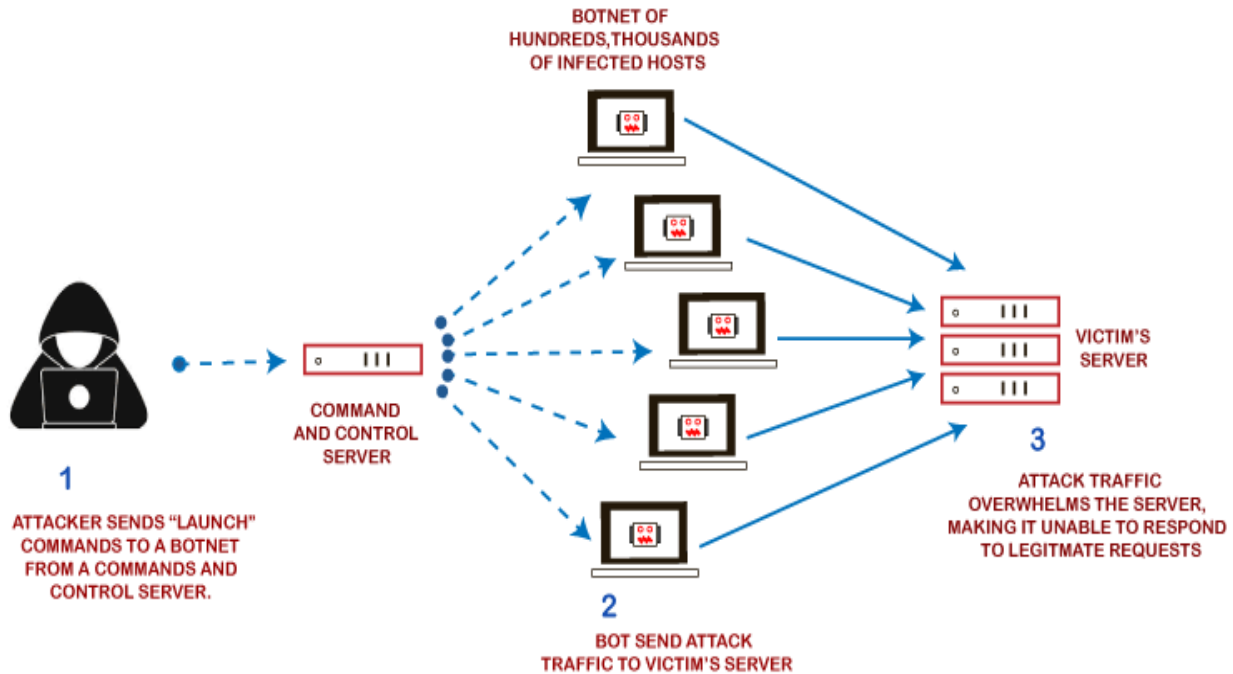 BOTNET OF
HUNDREDS,THOUSANDS
OF INFECTED HOSTS
COMMAND
AND CONTROL
SERVER
VICTIM'S
SERVER
1
ATTACKER SENDS “LAUNCH”
COMMANDS TO A BOTNET
FROM A COMMANDS AND
CONTROL SERVER.
2
BOT SEND ATTACK
TRAFFIC TO VICTIM'S SERVER
3
ATTACK TRAFFIC
OVERWHELMS THE SERVER,
MAKING IT UNABLE TO RESPOND
TO LEGITMATE REQUESTS